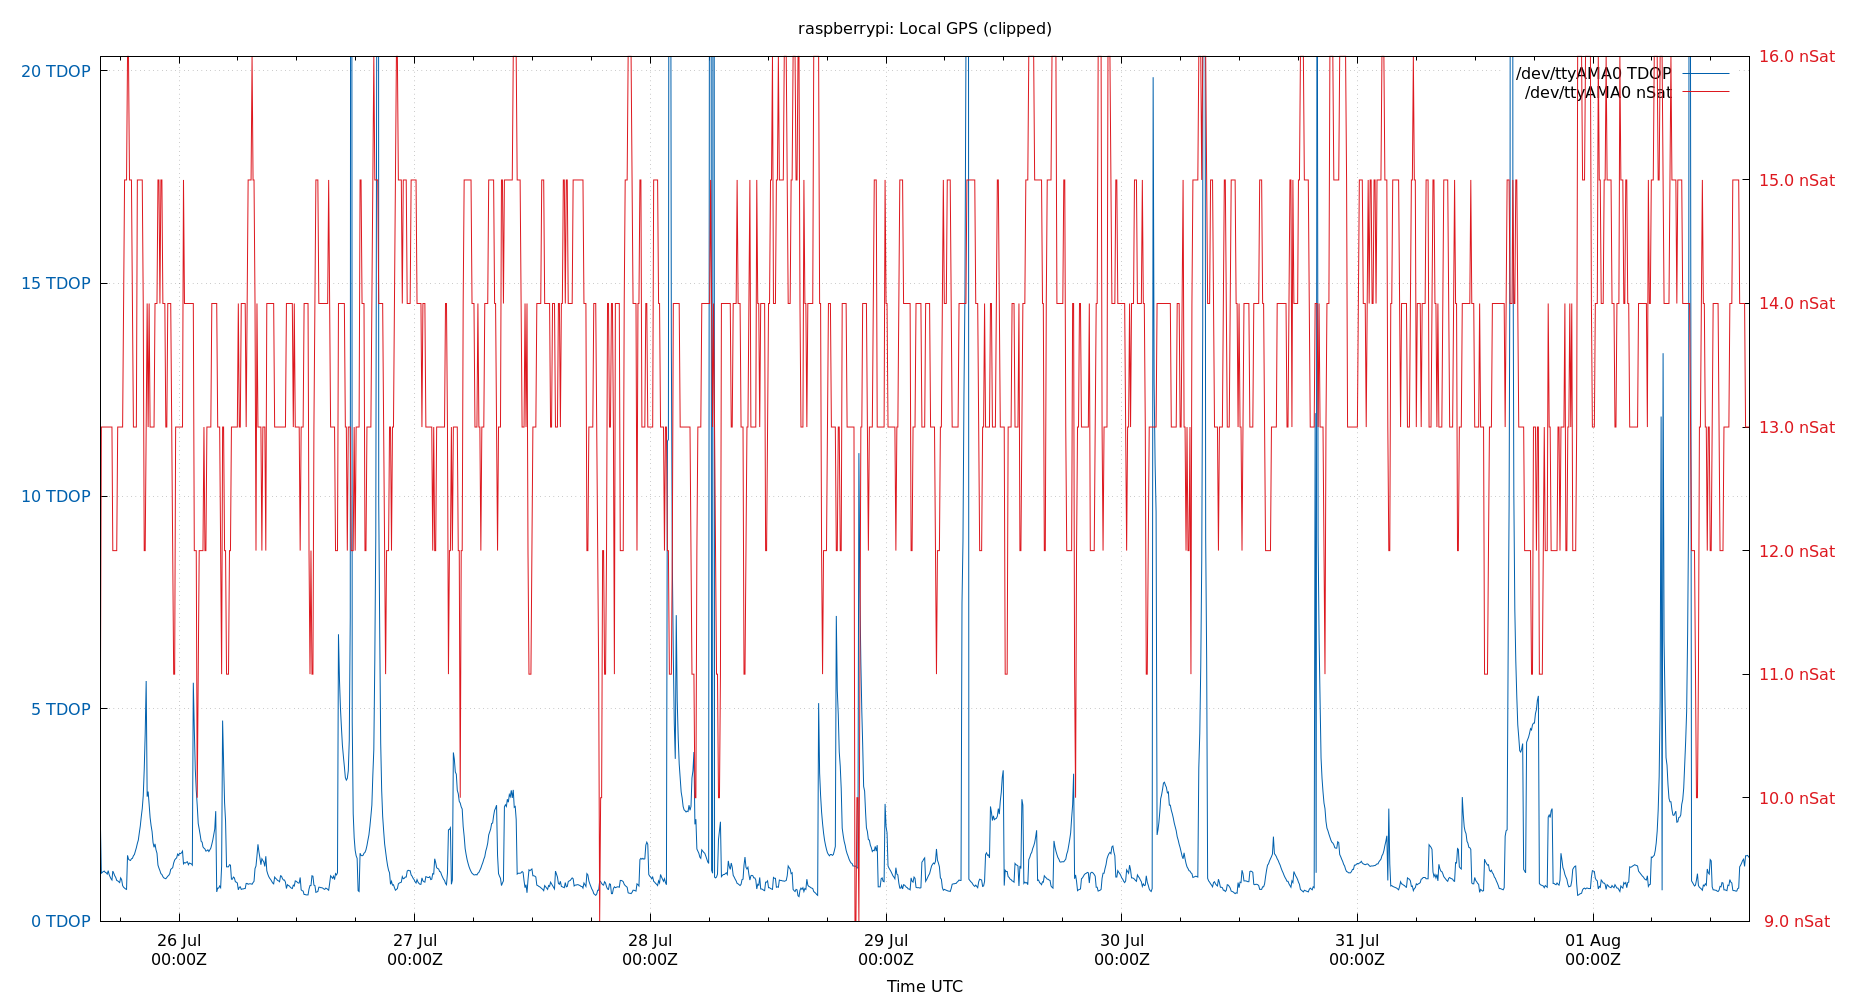 raspberrypi: Local GPS (clipped)
20 TDOP
15 TDOP
10 TDOP
5 TDOP
0 TDOP
16.0 nSat
15.0 nSat
14.0 nSat
13.0 nSat
12.0 nSat
11.0 nSat
10.0 nSat
9.0 nSat
/dev/ttyAMA0 TDOP
/dev/ttyAMA0 nSat
26 Jul
00:00Z
27 Jul
00:00Z
28 Jul
00:00Z
29 Jul
00:00Z
30 Jul
00:00Z
31 Jul
00:00Z
01 Aug
00:00Z
Time UTC